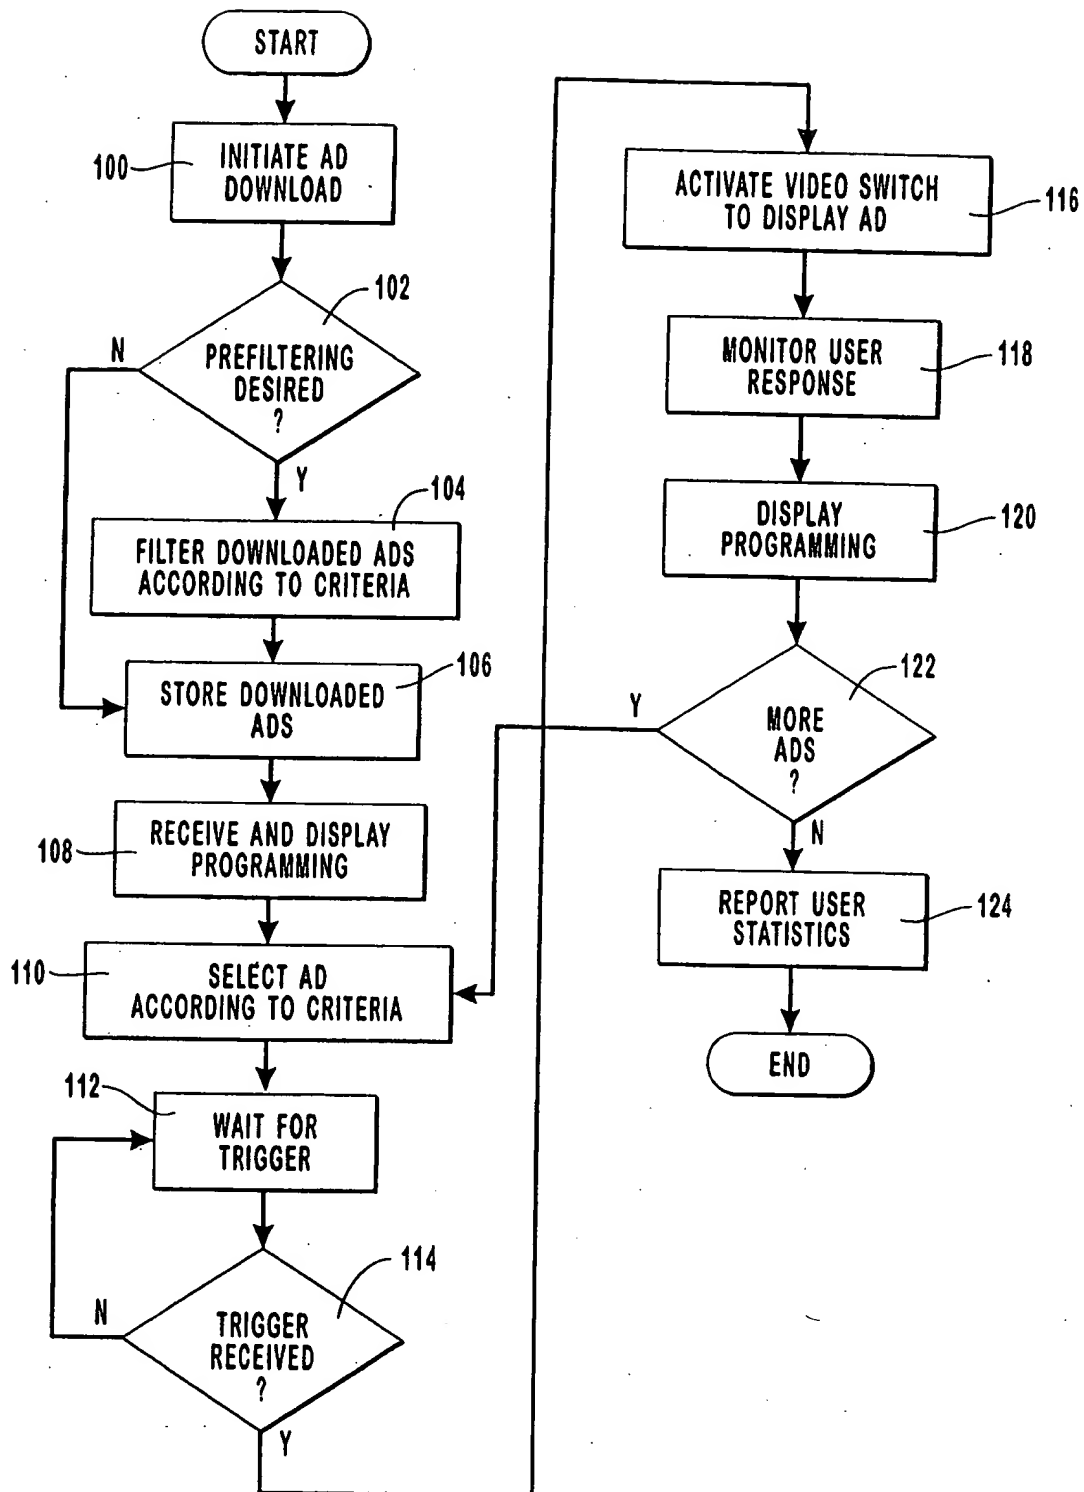 START
100
INITIATE AD
DOWNLOAD
102
N
PREFILTERING
DESIRED
?
Y
104
FILTER DOWNLOADED ADS
ACCORDING TO CRITERIA
106
STORE DOWNLOADED
ADS
108
RECEIVE AND DISPLAY
PROGRAMMING
110
SELECT AD
ACCORDING TO CRITERIA
112
WAIT FOR
TRIGGER
114
N
TRIGGER
RECEIVED
?
Y
ACTIVATE VIDEO SWITCH
TO DISPLAY AD
116
MONITOR USER
RESPONSE
118
DISPLAY
PROGRAMMING
120
122
Y
MORE
ADS
?
N
REPORT USER
STATISTICS
124
END